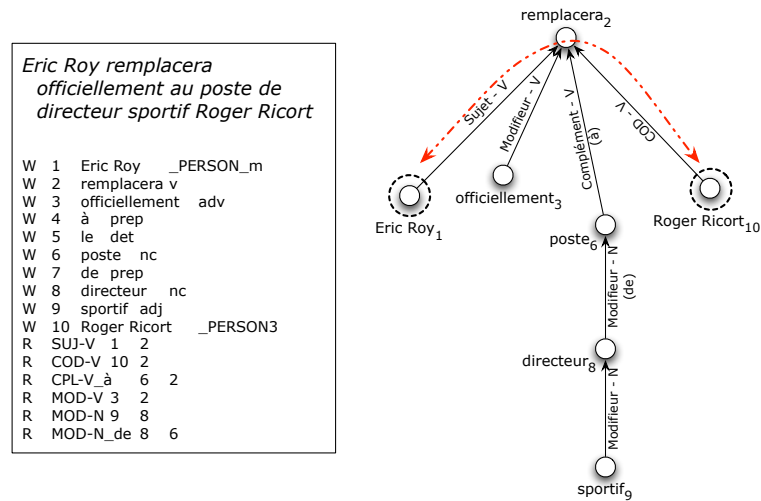 Eric Roy remplacera
officiellement au poste de
directeur sportif Roger Ricort
W 1 Eric Roy _PERSON_m
W 2 remplacera v
W 3 officiellement adv
W 4 à prep
W 5 le det
W 6 poste nc
W 7 de prep
W 8 directeur nc
W 9 sportif adj
W 10 Roger Ricort _PERSON3
R SUJ-V 1 2
R COD-V 10 2
R CPL-V_à 6 2
R MOD-V 3 2
R MOD-N 9 8
R MOD-N_de 8 6
remplacera2
Sujet - V
Modifieur - V
Complément - V
(à)
COD - V
Eric Roy1
officiellement3
poste6
Roger Ricort10
Modifieur - N
(de)
directeur8
Modifieur - N
sportif9